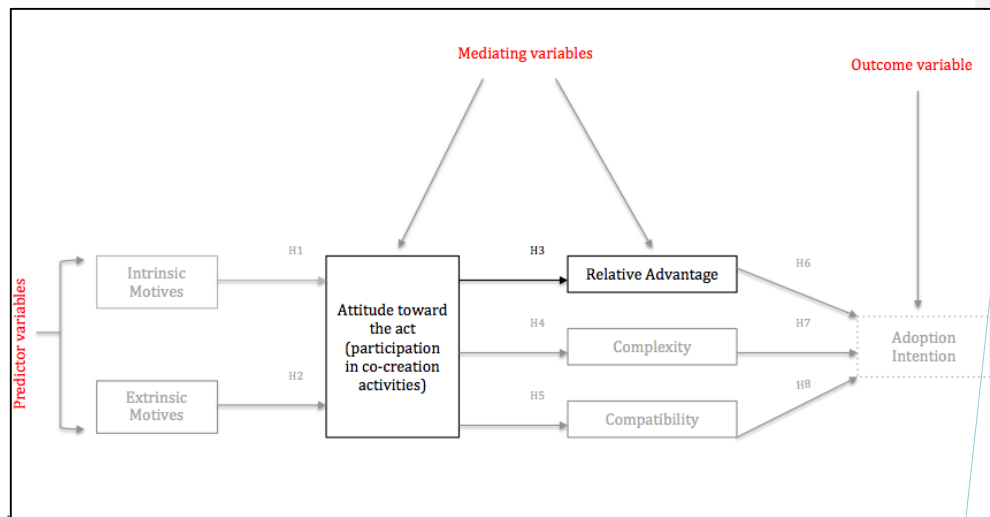 Mediating variables
Outcome variable
Predictor variables
H1
Intrinsic
Motives
H2
Extrinsic
Motives
Attitude toward
the act
(participation
in co-creation
activities)
H3
Relative Advantage
H4
Complexity
H5
Compatibility
H6
H7
H8
Adoption
Intention